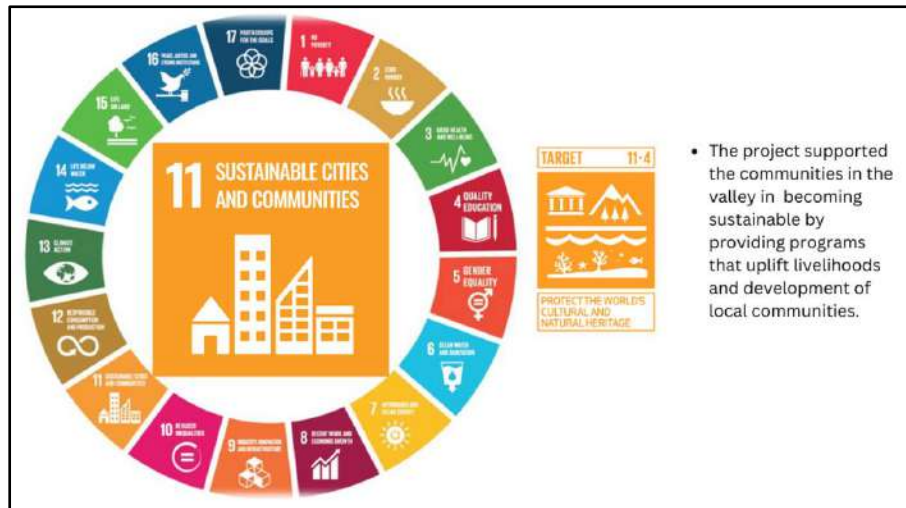 17 PARTNERSHIPS
FOR THE GOALS
1 NO
POVERTY
2 ZERO
HUNGER
3 GOOD HEALTH
AND WELL-BEING
4 QUALITY
EDUCATION
5 GENDER
EQUALITY
6 CLEAN WATER
AND SANITATION
7 AFFORDABLE AND
CLEAN ENERGY
8 DECENT WORK AND
ECONOMIC GROWTH
9 INDUSTRY, INNOVATION
AND INFRASTRUCTURE
10 REDUCED
INEQUALITIES
11 SUSTAINABLE CITIES
AND COMMUNITIES
12 RESPONSIBLE
CONSUMPTION
AND PRODUCTION
13 CLIMATE
ACTION
14 LIFE BELOW
WATER
15 LIFE
ON LAND
16 PEACE, JUSTICE AND
STRONG INSTITUTIONS
11 SUSTAINABLE CITIES
AND COMMUNITIES
TARGET 11·4
PROTECT THE WORLD'S
CULTURAL AND
NATURAL HERITAGE
• The project supported
the communities in the
valley in becoming
sustainable by
providing programs
that uplift livelihoods
and development of
local communities.